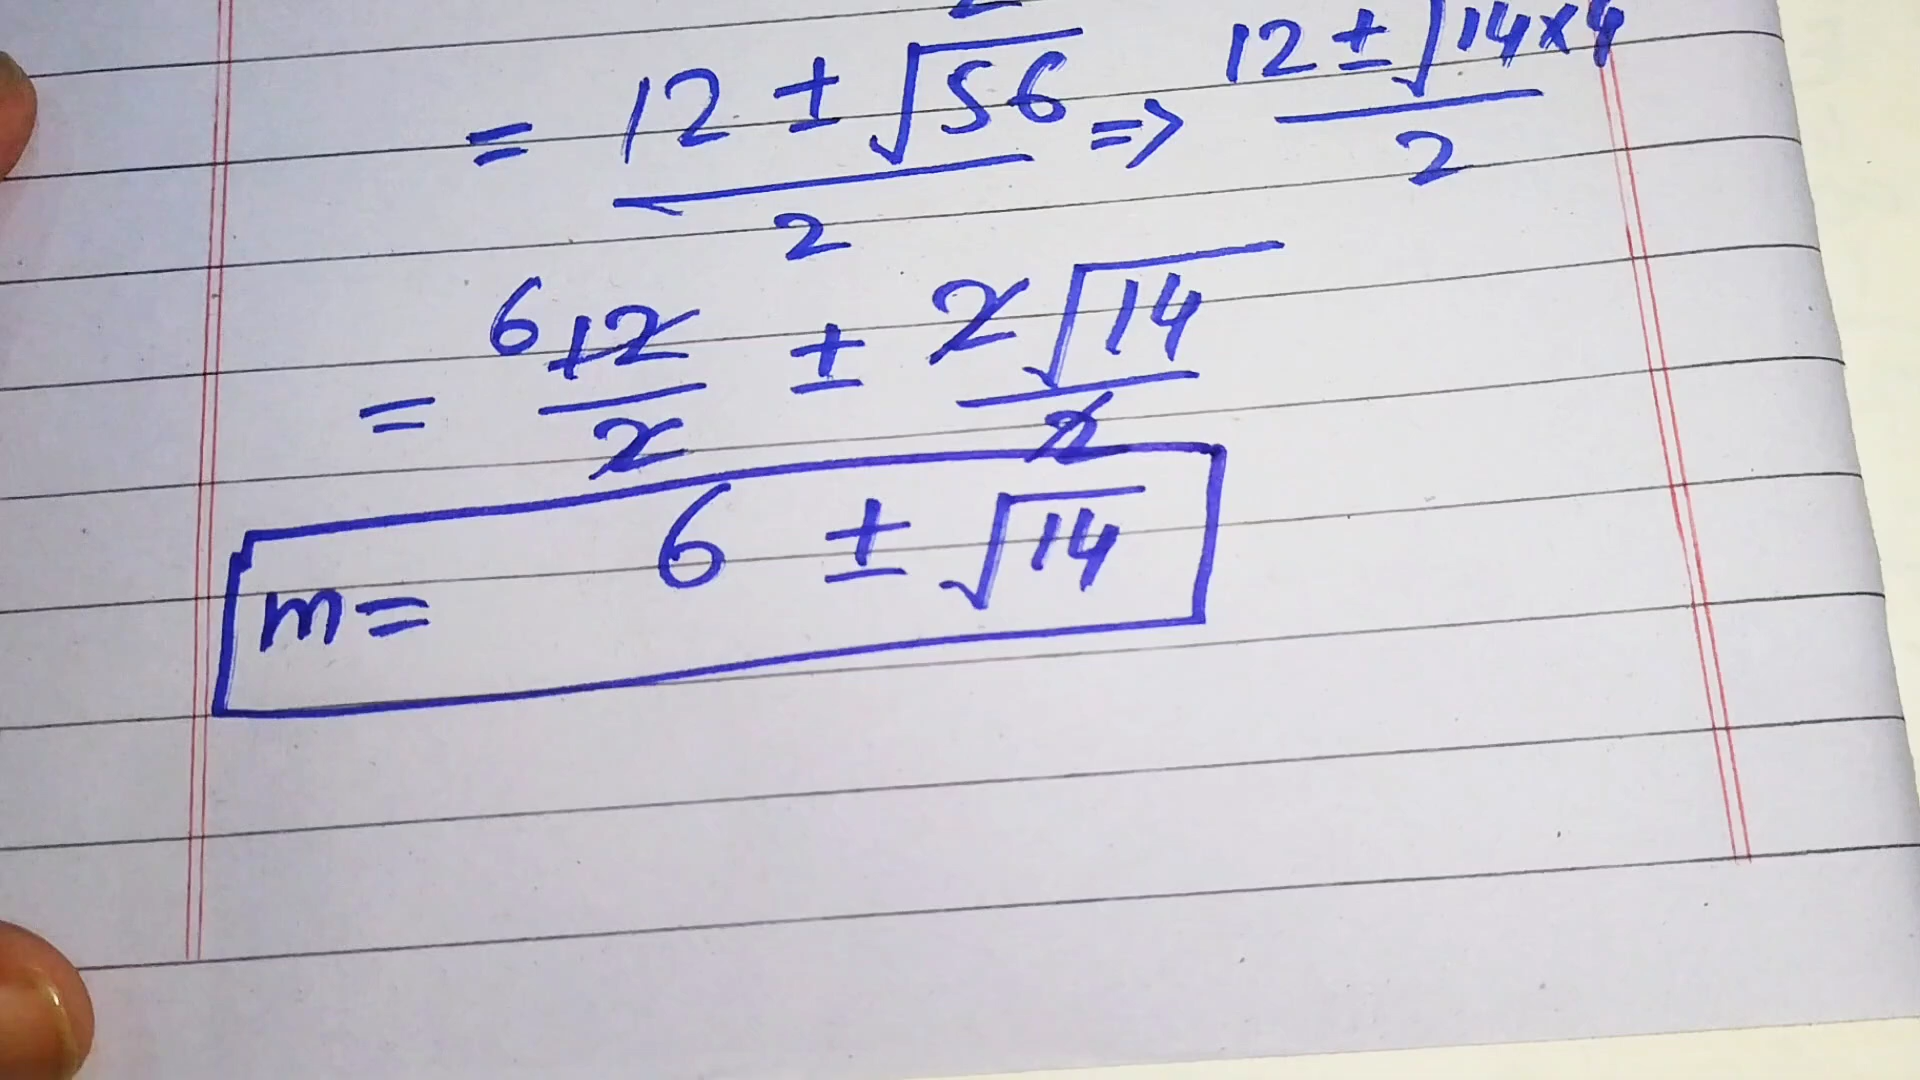 = 12 ± √56 / 2 => 12 ± √14×4 / 2
= 6 12/2 ± 2√14/2
m= 6 ± √14